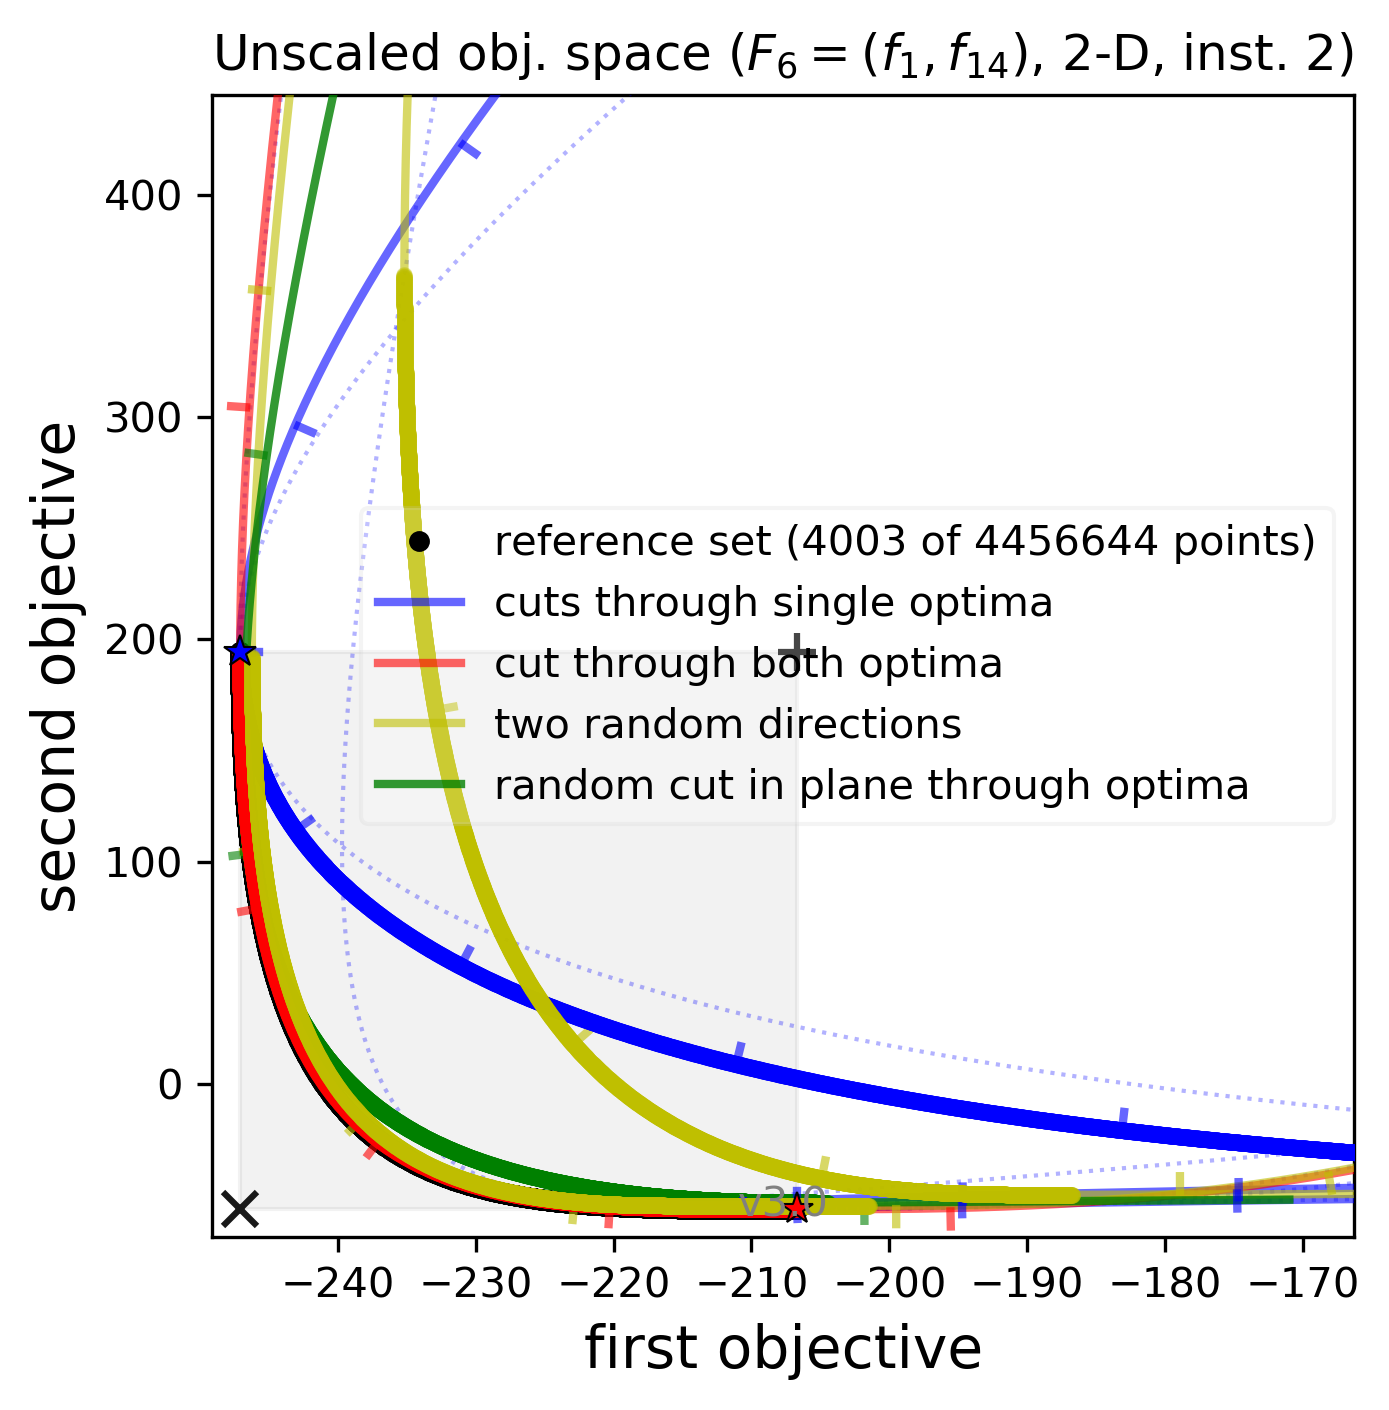 Unscaled obj. space (F₆ = (f₁, f₁₄), 2-D, inst. 2)
second objective
400
300
200
100
0
reference set (4003 of 4456644 points)
cuts through single optima
cut through both optima
two random directions
random cut in plane through optima
v3.0
−240 −230 −220 −210 −200 −190 −180 −170
first objective